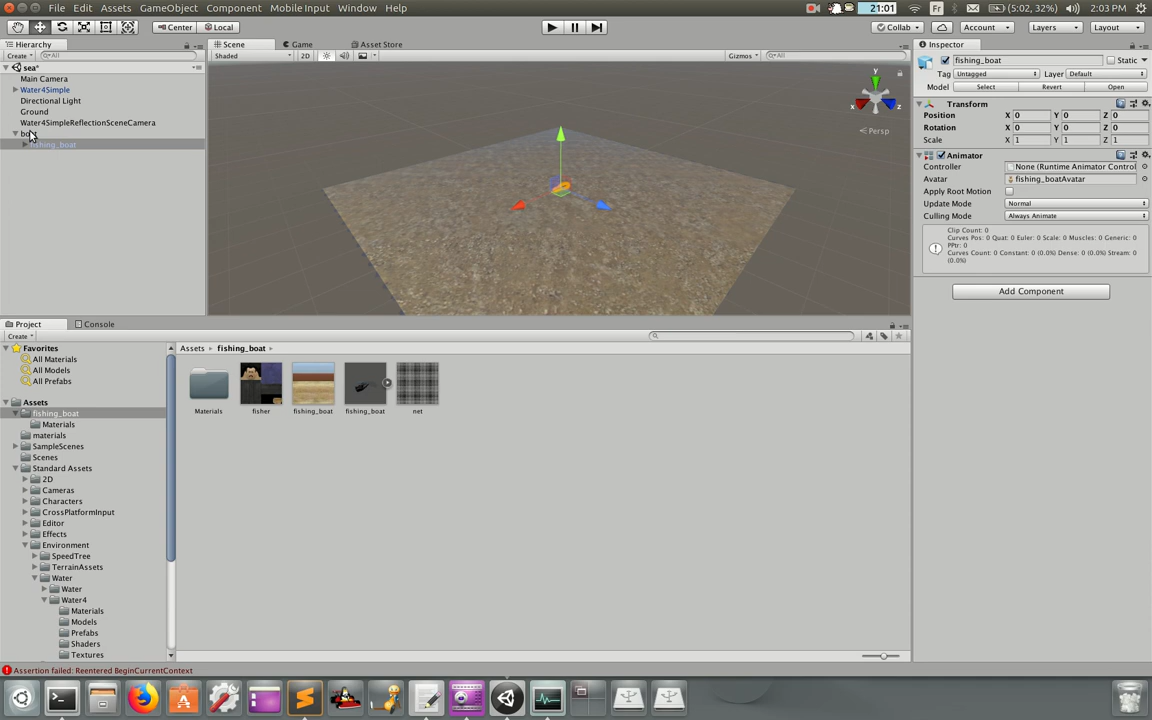 File Edit Assets GameObject Component Mobile Input Window Help
21:01 Fr (5:02, 32%) 2:03 PM
Center Local Collab Account Layers Layout
Hierarchy
Create All
sea*
Main Camera
Water4Simple
Directional Light
Ground
Water4SimpleReflectionSceneCamera
fishing_boat
Scene Game Asset Store
Shaded 2D Gizmos All
y
x z
Persp
Inspector
fishing_boat Static
Tag Untagged Layer Default
Model Select Revert Open
Transform
Position X 0 Y 0 Z 0
Rotation X 0 Y 0 Z 0
Scale X 1 Y 1 Z 1
Animator
Controller None (Runtime Animator Control
Avatar fishing_boatAvatar
Apply Root Motion
Update Mode Normal
Culling Mode Always Animate
Clip Count: 0
Curves Pos: 0 Quat: 0 Euler: 0 Scale: 0 Muscles: 0 Generic: 0
PPtr: 0
Curves Count: 0 Constant: 0 (0.0%) Dense: 0 (0.0%) Stream: 0
(0.0%)
Add Component
Project Console
Create
Favorites
All Materials
All Models
All Prefabs
Assets
fishing_boat
Materials
materials
SampleScenes
Scenes
Standard Assets
2D
Cameras
Characters
CrossPlatformInput
Editor
Effects
Environment
SpeedTree
TerrainAssets
Water
Water
Water4
Materials
Models
Prefabs
Shaders
Textures
Assets fishing_boat
Materials fisher fishing_boat fishing_boat net
Assertion failed: Reentered BeginCurrentContext